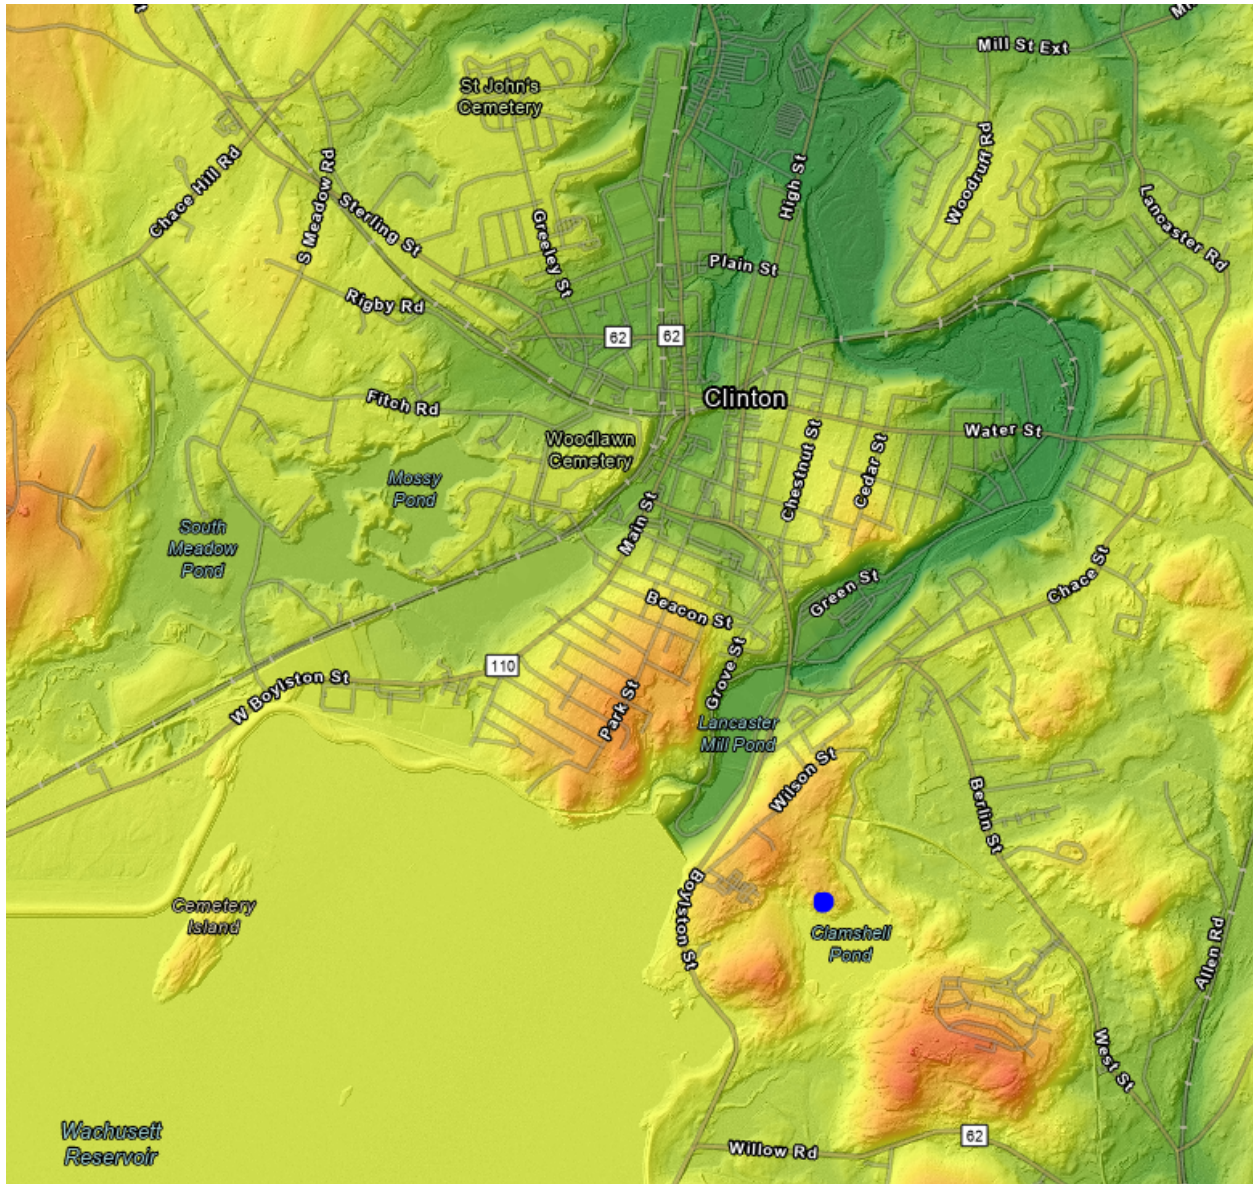 Mill St Ext
St John's
Cemetery
Chace Hill Rd
S Meadow Rd
Sterling St
Greeley St
High St
Woodruff Rd
Lancaster Rd
Plain St
Rigby Rd
62
62
Fitch Rd
Clinton
Woodlawn
Cemetery
Chestnut St
Cedar St
Water St
Mossy
Pond
South
Meadow
Pond
Main St
Green St
Chace St
Beacon St
110
W Boylston St
Park St
Grove St
Lancaster
Mill Pond
Wilson St
Berlin St
Boylston St
Cemetery
Island
Clamshell
Pond
Allen Rd
West St
Wachusett
Reservoir
Willow Rd
62